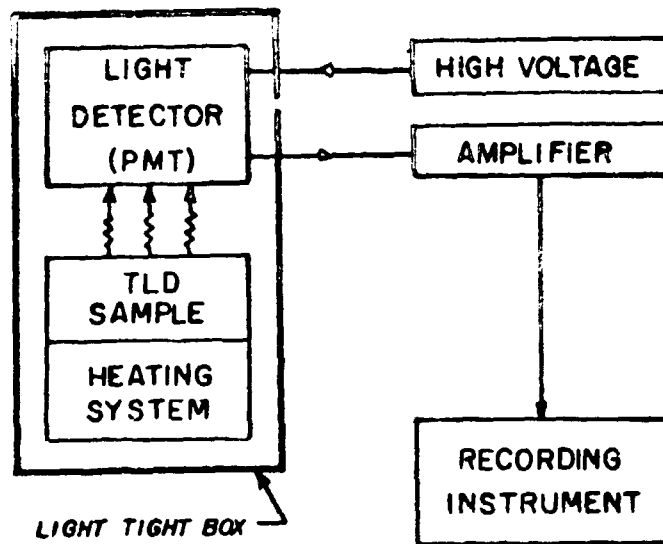 LIGHT
DETECTOR
(PMT)
HIGH VOLTAGE
AMPLIFIER
TLD
SAMPLE
HEATING
SYSTEM
RECORDING
INSTRUMENT
LIGHT TIGHT BOX